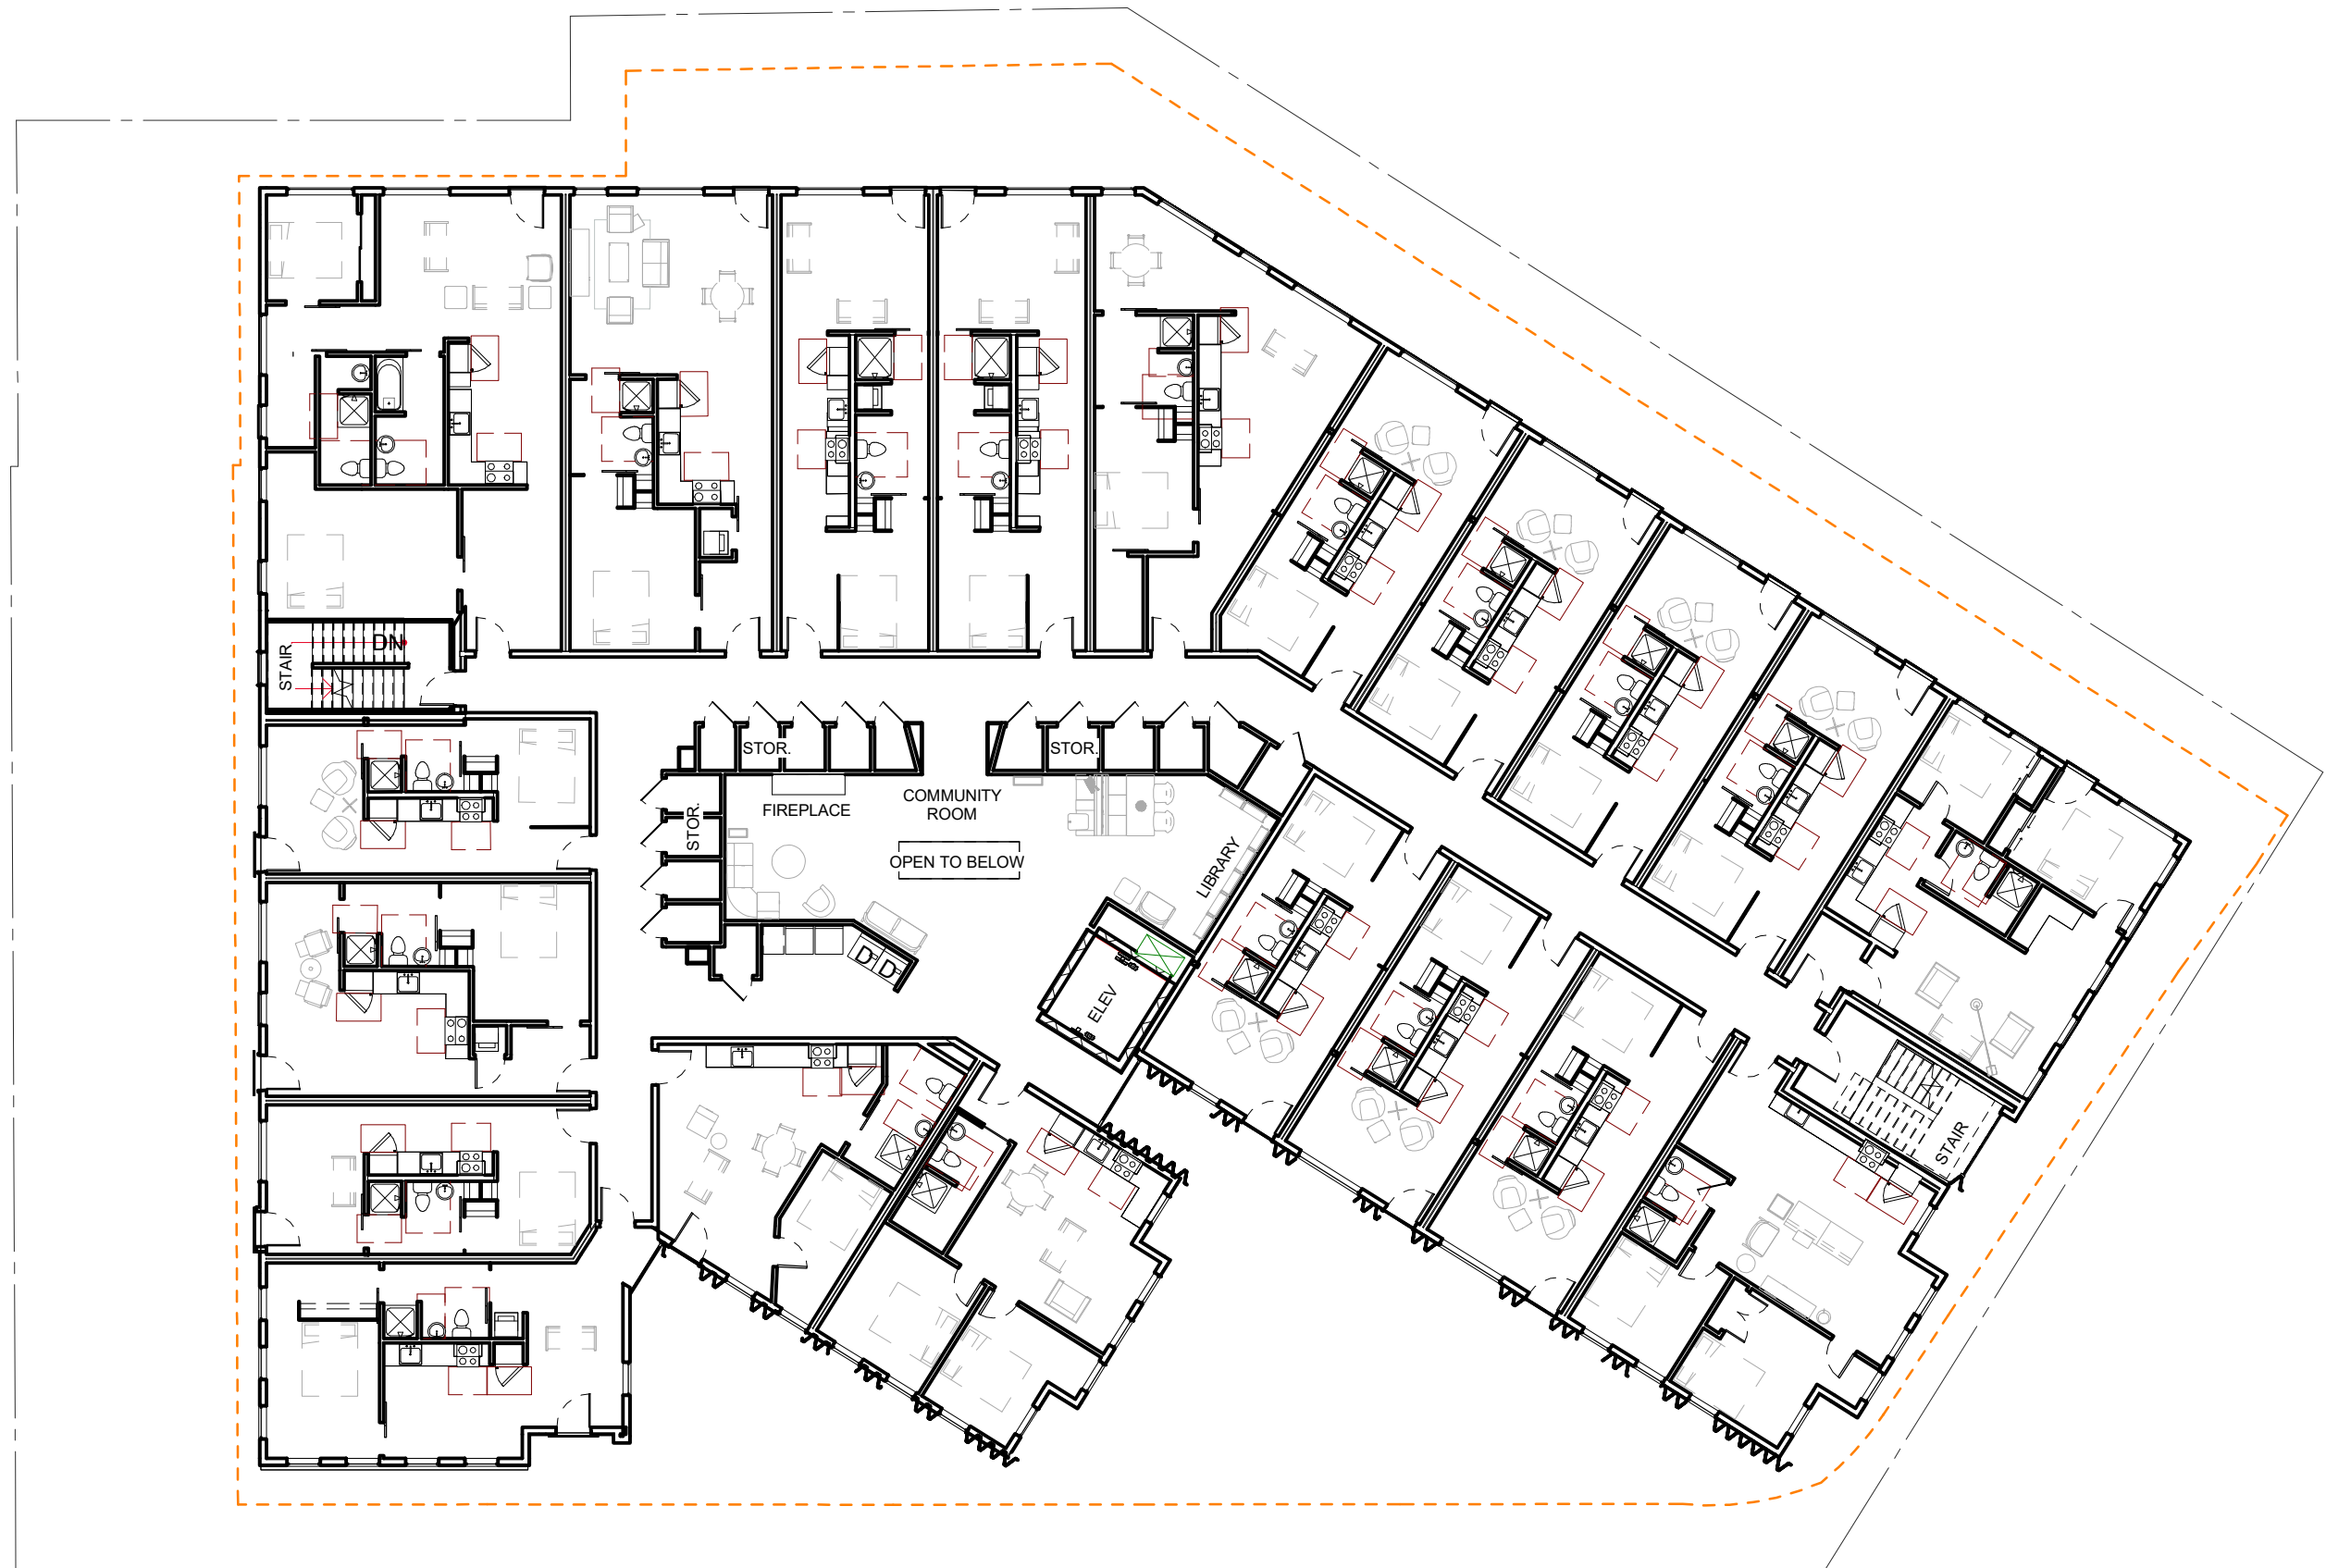 DN
STAIR
STOR.
STOR.
FIREPLACE
COMMUNITY
ROOM
STOR.
OPEN TO BELOW
LIBRARY
D
D
ELEV
STAIR